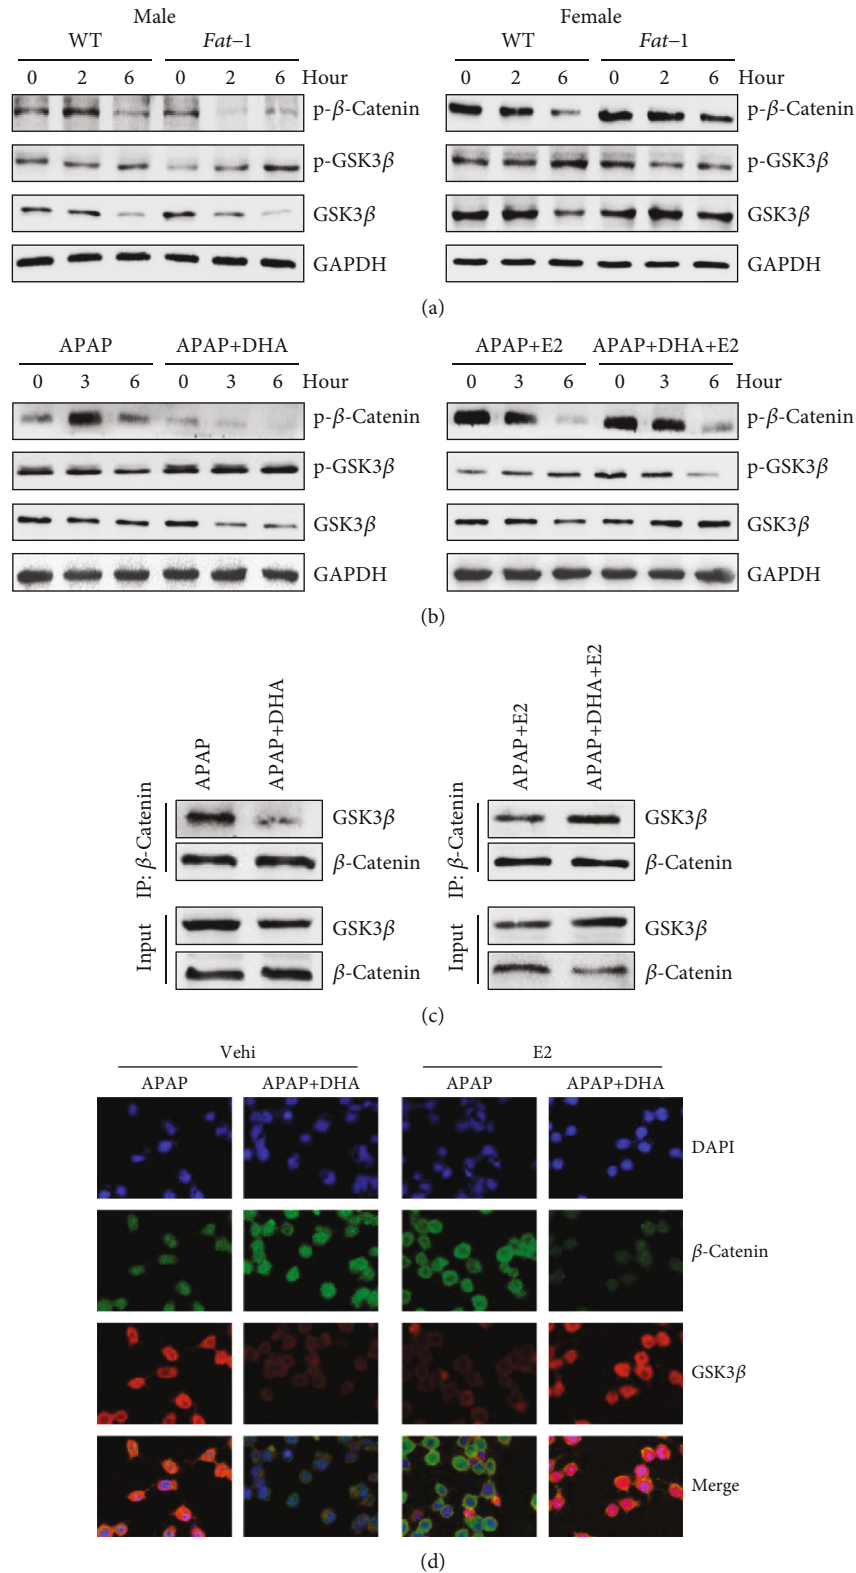 Male Female
WT Fat–1 WT Fat–1
0 2 6 0 2 6 Hour 0 2 6 0 2 6 Hour
p-β-Catenin p-β-Catenin
p-GSK3β p-GSK3β
GSK3β GSK3β
GAPDH GAPDH
(a)
APAP APAP+DHA APAP+E2 APAP+DHA+E2
0 3 6 0 3 6 Hour 0 3 6 0 3 6 Hour
p-β-Catenin p-β-Catenin
p-GSK3β p-GSK3β
GSK3β GSK3β
GAPDH GAPDH
(b)
APAP APAP+DHA APAP+E2 APAP+DHA+E2
IP: β-Catenin GSK3β IP: β-Catenin GSK3β
β-Catenin β-Catenin
Input GSK3β Input GSK3β
β-Catenin β-Catenin
(c)
Vehi E2
APAP APAP+DHA APAP APAP+DHA
DAPI
β-Catenin
GSK3β
Merge
(d)